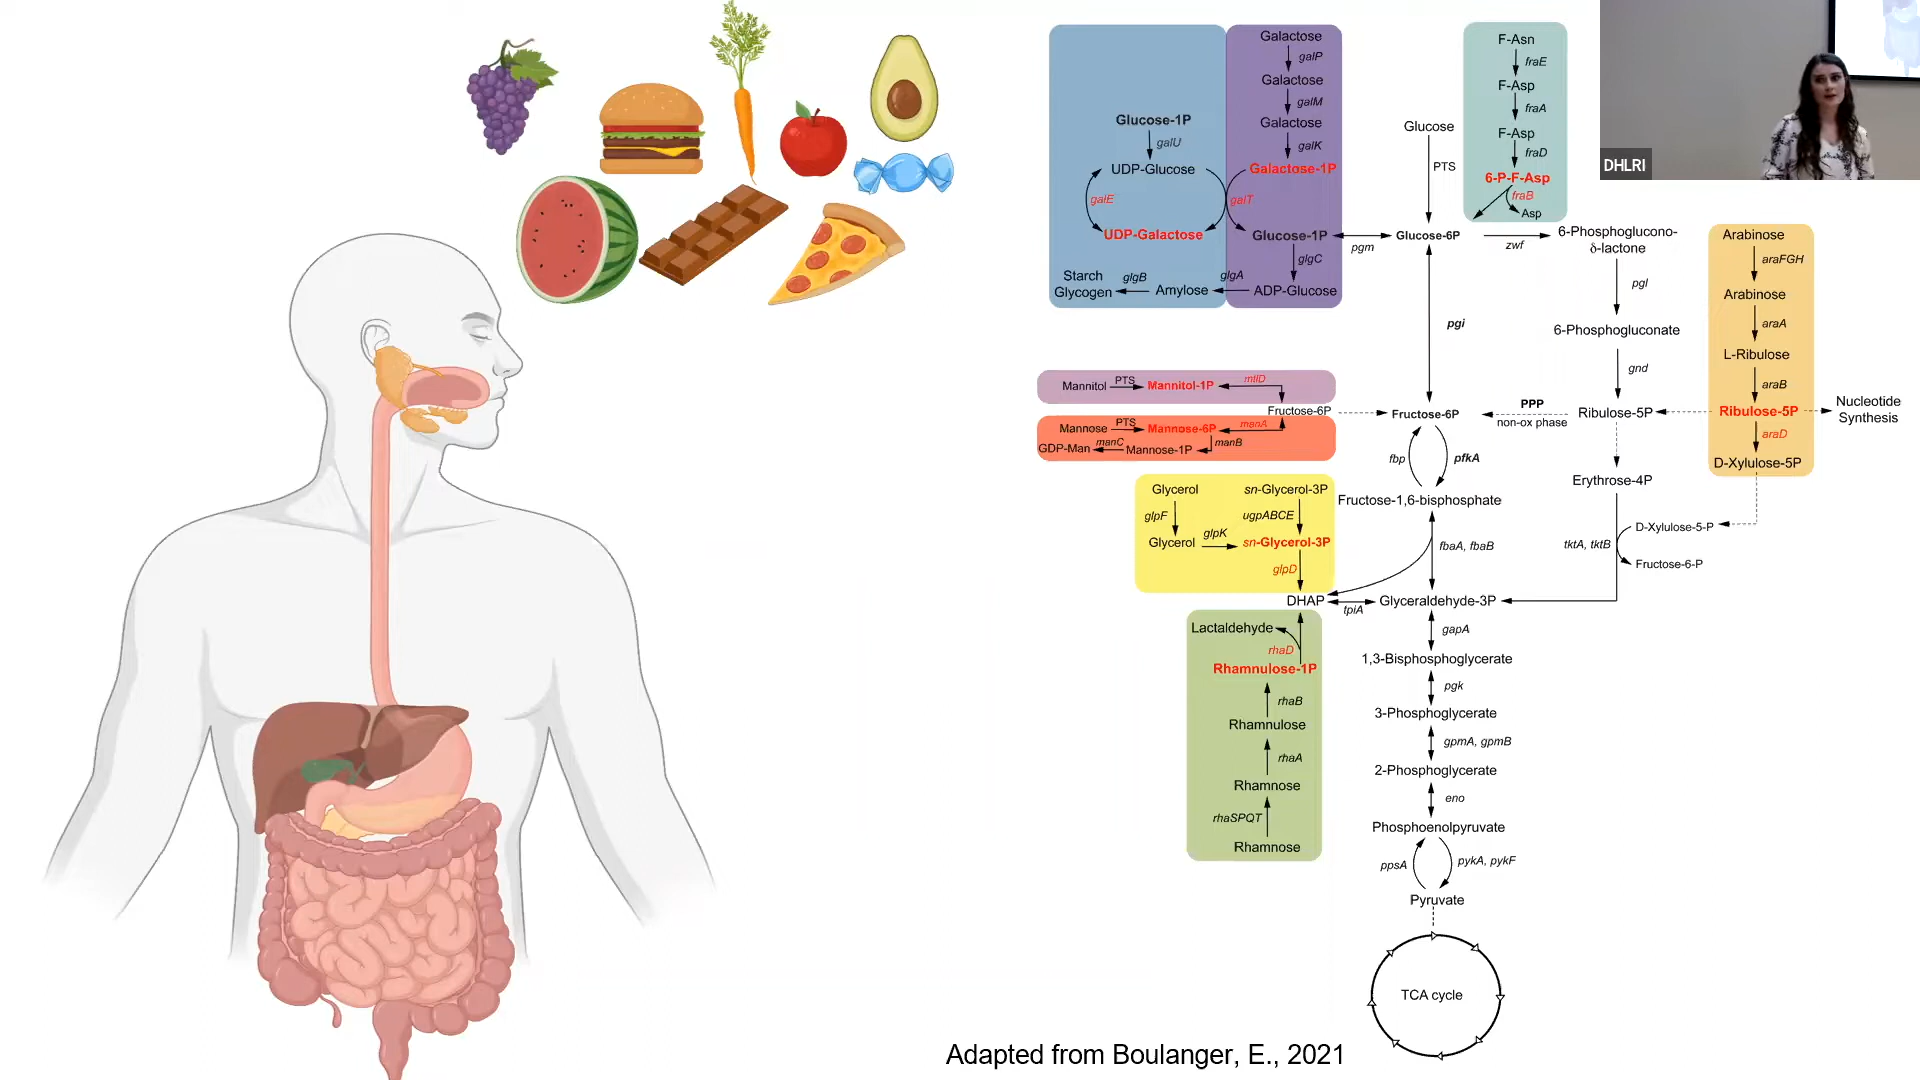 DHLRI
Glucose-1P
galU
UDP-Glucose
galE
UDP-Galactose
Starch
Glycogen
glgB
Amylose
glgA
Galactose
galP
Galactose
galM
Galactose
galK
Galactose-1P
galT
Glucose-1P
glgC
ADP-Glucose
pgm
Glucose
PTS
Glucose-6P
F-Asn
fraE
F-Asp
fraA
F-Asp
fraD
6-P-F-Asp
fraB
Asp
zwf
6-Phosphoglucono-
δ-lactone
pgl
6-Phosphogluconate
gnd
Ribulose-5P
PPP
non-ox phase
Arabinose
araFGH
Arabinose
araA
L-Ribulose
araB
Ribulose-5P
araD
D-Xylulose-5P
Nucleotide
Synthesis
pgi
Mannitol
PTS
Mannitol-1P
mtlD
Fructose-6P
Fructose-6P
Mannose
PTS
Mannose-6P
manA
GDP-Man
manC
Mannose-1P
manB
fbp
pfkA
Fructose-1,6-bisphosphate
Erythrose-4P
D-Xylulose-5-P
tktA, tktB
Fructose-6-P
Glycerol
glpF
Glycerol
glpK
sn-Glycerol-3P
ugpABCE
sn-Glycerol-3P
glpD
fbaA, fbaB
DHAP
tpiA
Glyceraldehyde-3P
Lactaldehyde
rhaD
Rhamnulose-1P
rhaB
Rhamnulose
rhaA
Rhamnose
rhaSPQT
Rhamnose
gapA
1,3-Bisphosphoglycerate
pgk
3-Phosphoglycerate
gpmA, gpmB
2-Phosphoglycerate
eno
Phosphoenolpyruvate
ppsA
pykA, pykF
Pyruvate
TCA cycle
Adapted from Boulanger, E., 2021